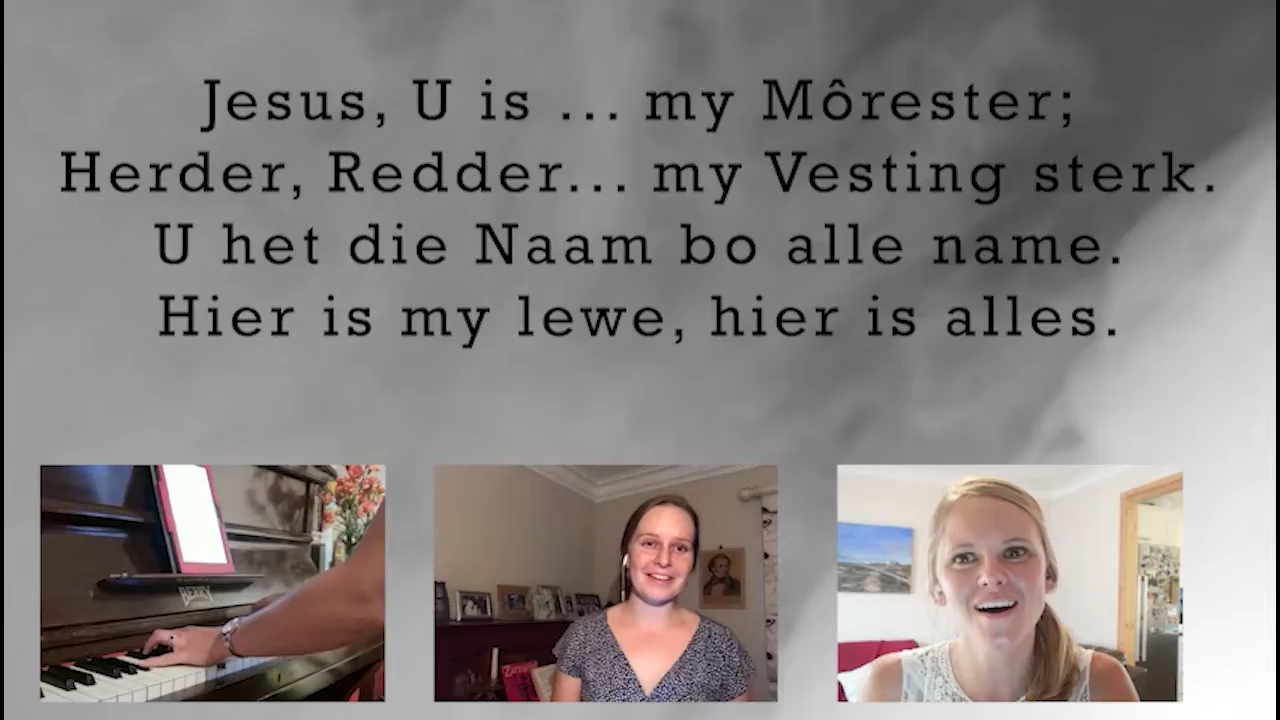 Jesus, U is ... my Môrester;
Herder, Redder... my Vesting sterk.
U het die Naam bo alle name.
Hier is my lewe, hier is alles.